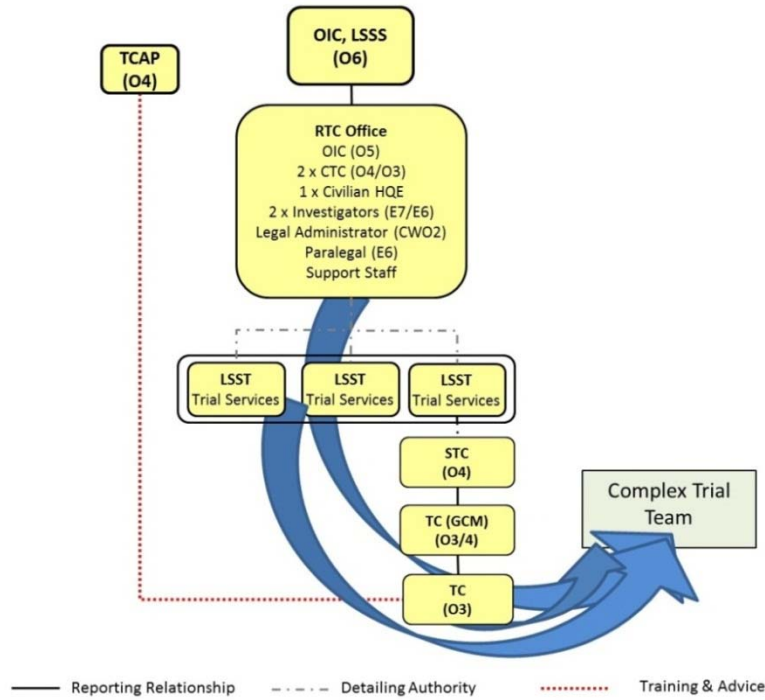 TCAP
(O4)
OIC, LSSS
(O6)
RTC Office
OIC (O5)
2 x CTC (O4/O3)
1 x Civilian HQE
2 x Investigators (E7/E6)
Legal Administrator (CWO2)
Paralegal (E6)
Support Staff
LSST
Trial Services
LSST
Trial Services
LSST
Trial Services
STC
(O4)
TC (GCM)
(O3/4)
TC
(O3)
Complex Trial
Team
Reporting Relationship
Detailing Authority
Training & Advice